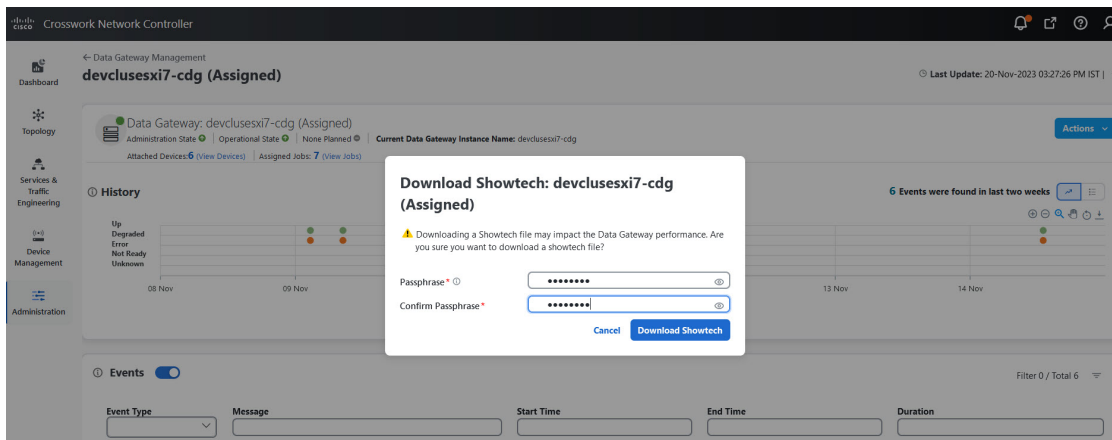 cisco Crosswork Network Controller
Dashboard
Topology
Services &
Traffic
Engineering
Device
Management
Administration
← Data Gateway Management
devclusesxi7-cdg (Assigned)
Last Update: 20-Nov-2023 03:27:26 PM IST |
Data Gateway: devclusesxi7-cdg (Assigned)
Administration State | Operational State | None Planned | Current Data Gateway Instance Name: devclusesxi7-cdg
Attached Devices:6 (View Devices) | Assigned Jobs: 7 (View Jobs)
Actions
History
6 Events were found in last two weeks
Up
Degraded
Error
Not Ready
Unknown
08 Nov 09 Nov 13 Nov 14 Nov
Download Showtech: devclusesxi7-cdg
(Assigned)
Downloading a Showtech file may impact the Data Gateway performance. Are
you sure you want to download a showtech file?
Passphrase* ••••••••
Confirm Passphrase* ••••••••
Cancel Download Showtech
Events
Filter 0 / Total 6
Event Type Message Start Time End Time Duration